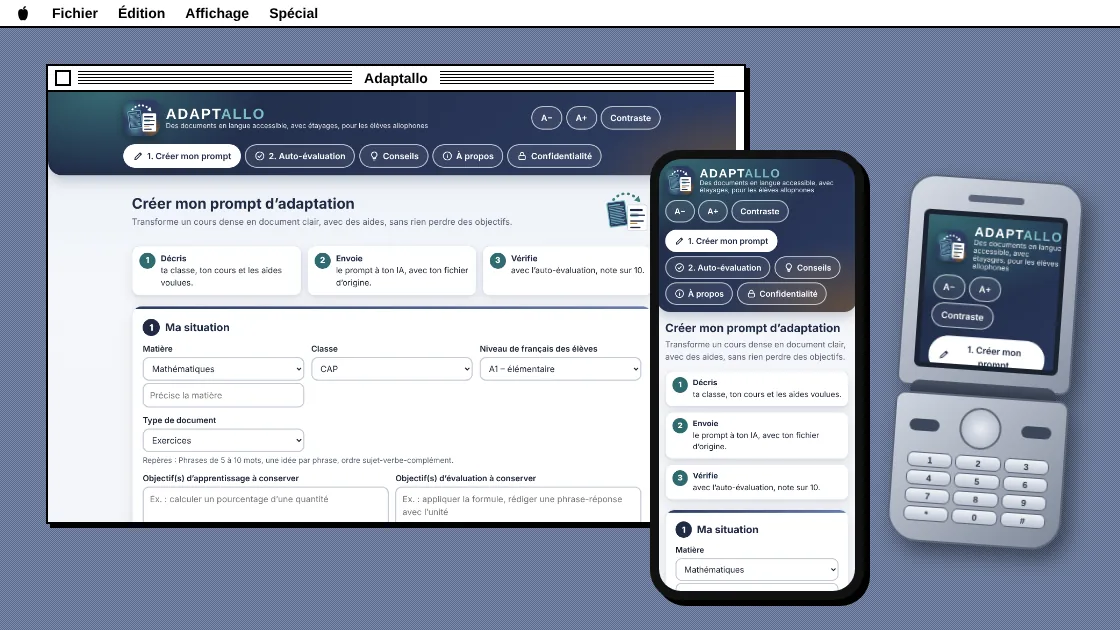 Fichier Édition Affichage Spécial
Adaptallo
ADAPTALLO
Des documents en langue accessible, avec étayages, pour les élèves allophones
A−
A+
Contraste
1. Créer mon prompt
2. Auto-évaluation
Conseils
À propos
Confidentialité
Créer mon prompt d'adaptation
Transforme un cours dense en document clair, avec des aides, sans rien perdre des objectifs.
1 Décris
ta classe, ton cours et les aides
voulues.
2 Envoie
le prompt à ton IA, avec ton fichier
d'origine.
3 Vérifie
avec l'auto-évaluation, note sur 10.
1 Ma situation
Matière
Mathématiques
Précise la matière
Classe
CAP
Niveau de français des élèves
A1 – élémentaire
Type de document
Exercices
Repères : Phrases de 5 à 10 mots, une idée par phrase, ordre sujet-verbe-complément.
Objectif(s) d'apprentissage à conserver
Ex. : calculer un pourcentage d'une quantité
Objectif(s) d'évaluation à conserver
Ex. : appliquer la formule, rédiger une phrase-réponse
avec l'unité
ADAPTALLO
Des documents en langue accessible, avec
étayages, pour les élèves allophones
A−
A+
Contraste
1. Créer mon prompt
2. Auto-évaluation
Conseils
À propos
Confidentialité
Créer mon prompt d'adaptation
Transforme un cours dense en document clair,
avec des aides, sans rien perdre des objectifs.
1 Décris
ta classe, ton cours et les aides voulues.
2 Envoie
le prompt à ton IA, avec ton fichier
d'origine.
3 Vérifie
avec l'auto-évaluation, note sur 10.
1 Ma situation
Matière
Mathématiques
ADAPTALLO
Des documents en langue
accessible, avec
étayages, pour les élèves
allophones
A−
A+
Contraste
1. Créer mon
prompt
1 2 3
4 5 6
7 8 9
* 0 #